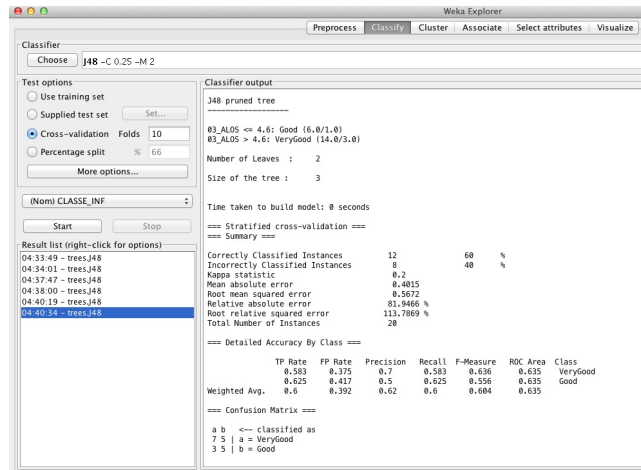 Weka Explorer
Preprocess Classify Cluster Associate Select attributes Visualize
Classifier
Choose J48 -C 0.25 -M 2
Test options
Use training set
Supplied test set Set...
Cross-validation Folds 10
Percentage split % 66
More options...
(Nom) CLASSE_INF
Start Stop
Result list (right-click for options)
04:33:49 - trees.J48
04:34:01 - trees.J48
04:37:47 - trees.J48
04:38:00 - trees.J48
04:40:19 - trees.J48
04:40:34 - trees.J48
Classifier output
J48 pruned tree
------------------
03_ALOS <= 4.6: Good (6.0/1.0)
03_ALOS > 4.6: VeryGood (14.0/3.0)
Number of Leaves : 2
Size of the tree : 3
Time taken to build model: 0 seconds
=== Stratified cross-validation ===
=== Summary ===
Correctly Classified Instances 12 60 %
Incorrectly Classified Instances 8 40 %
Kappa statistic 0.2
Mean absolute error 0.4015
Root mean squared error 0.5672
Relative absolute error 81.9466 %
Root relative squared error 113.7869 %
Total Number of Instances 20
=== Detailed Accuracy By Class ===
TP Rate FP Rate Precision Recall F-Measure ROC Area Class
0.583 0.375 0.7 0.583 0.636 0.635 VeryGood
0.625 0.417 0.5 0.625 0.556 0.635 Good
Weighted Avg. 0.6 0.392 0.62 0.6 0.604 0.635
=== Confusion Matrix ===
a b <-- classified as
7 5 | a = VeryGood
3 5 | b = Good